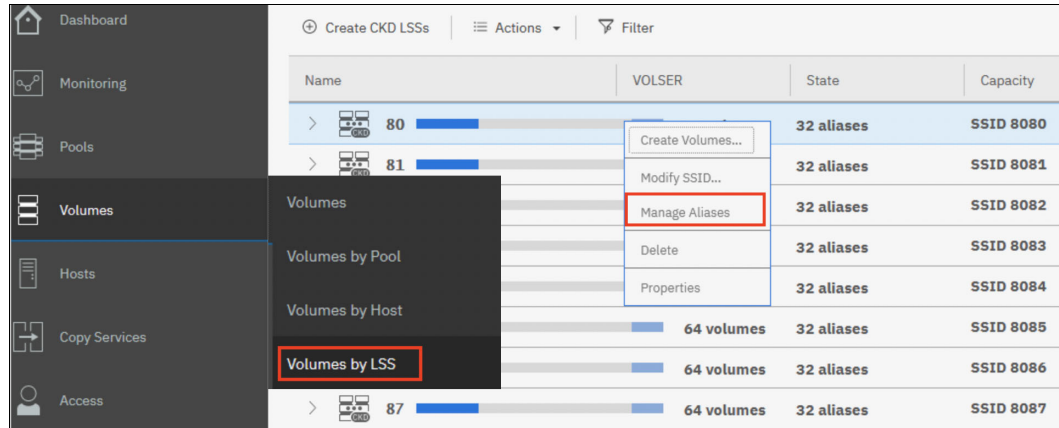 Dashboard
Monitoring
Pools
Volumes
Hosts
Copy Services
Access
Volumes
Volumes by Pool
Volumes by Host
Volumes by LSS
Create CKD LSSs Actions Filter
Name VOLSER State Capacity
CKD 80 32 aliases SSID 8080
81 32 aliases SSID 8081
32 aliases SSID 8082
32 aliases SSID 8083
32 aliases SSID 8084
64 volumes 32 aliases SSID 8085
64 volumes 32 aliases SSID 8086
CKD 87 64 volumes 32 aliases SSID 8087
Create Volumes...
Modify SSID...
Manage Aliases
Delete
Properties